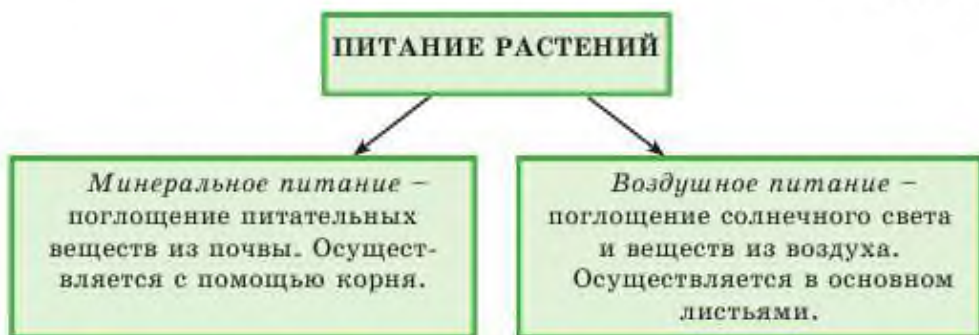 ПИТАНИЕ РАСТЕНИЙ
Минеральное питание –
поглощение питательных
веществ из почвы. Осущест-
вляется с помощью корня.
Воздушное питание –
поглощение солнечного света
и веществ из воздуха.
Осуществляется в основном
листьями.